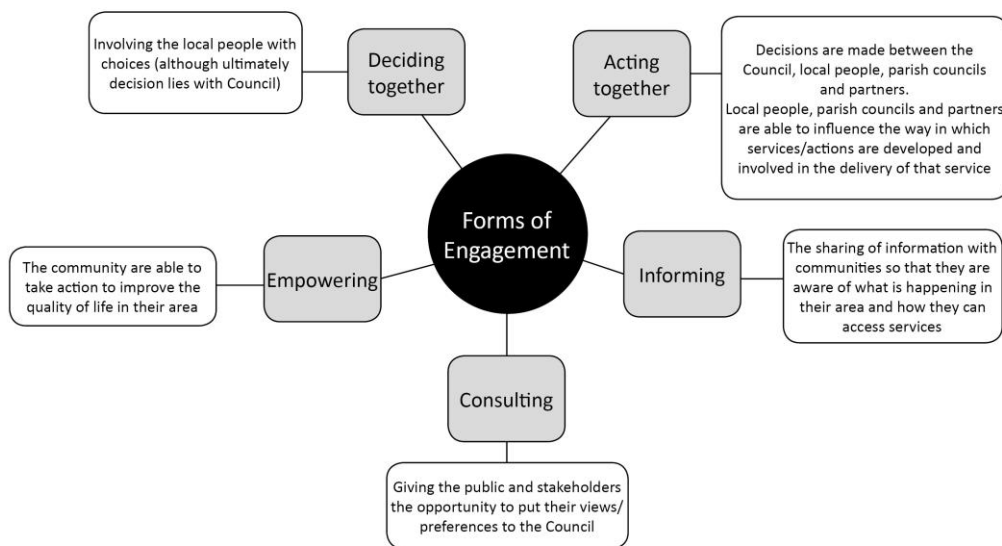 Involving the local people with
choices (although ultimately
decision lies with Council)
Deciding
together
Acting
together
Decisions are made between the
Council, local people, parish councils
and partners.
Local people, parish councils and partners
are able to influence the way in which
services/actions are developed and
involved in the delivery of that service
Forms of
Engagement
The community are able to
take action to improve the
quality of life in their area
Empowering
Informing
The sharing of information with
communities so that they are
aware of what is happening in
their area and how they can
access services
Consulting
Giving the public and stakeholders
the opportunity to put their views/
preferences to the Council